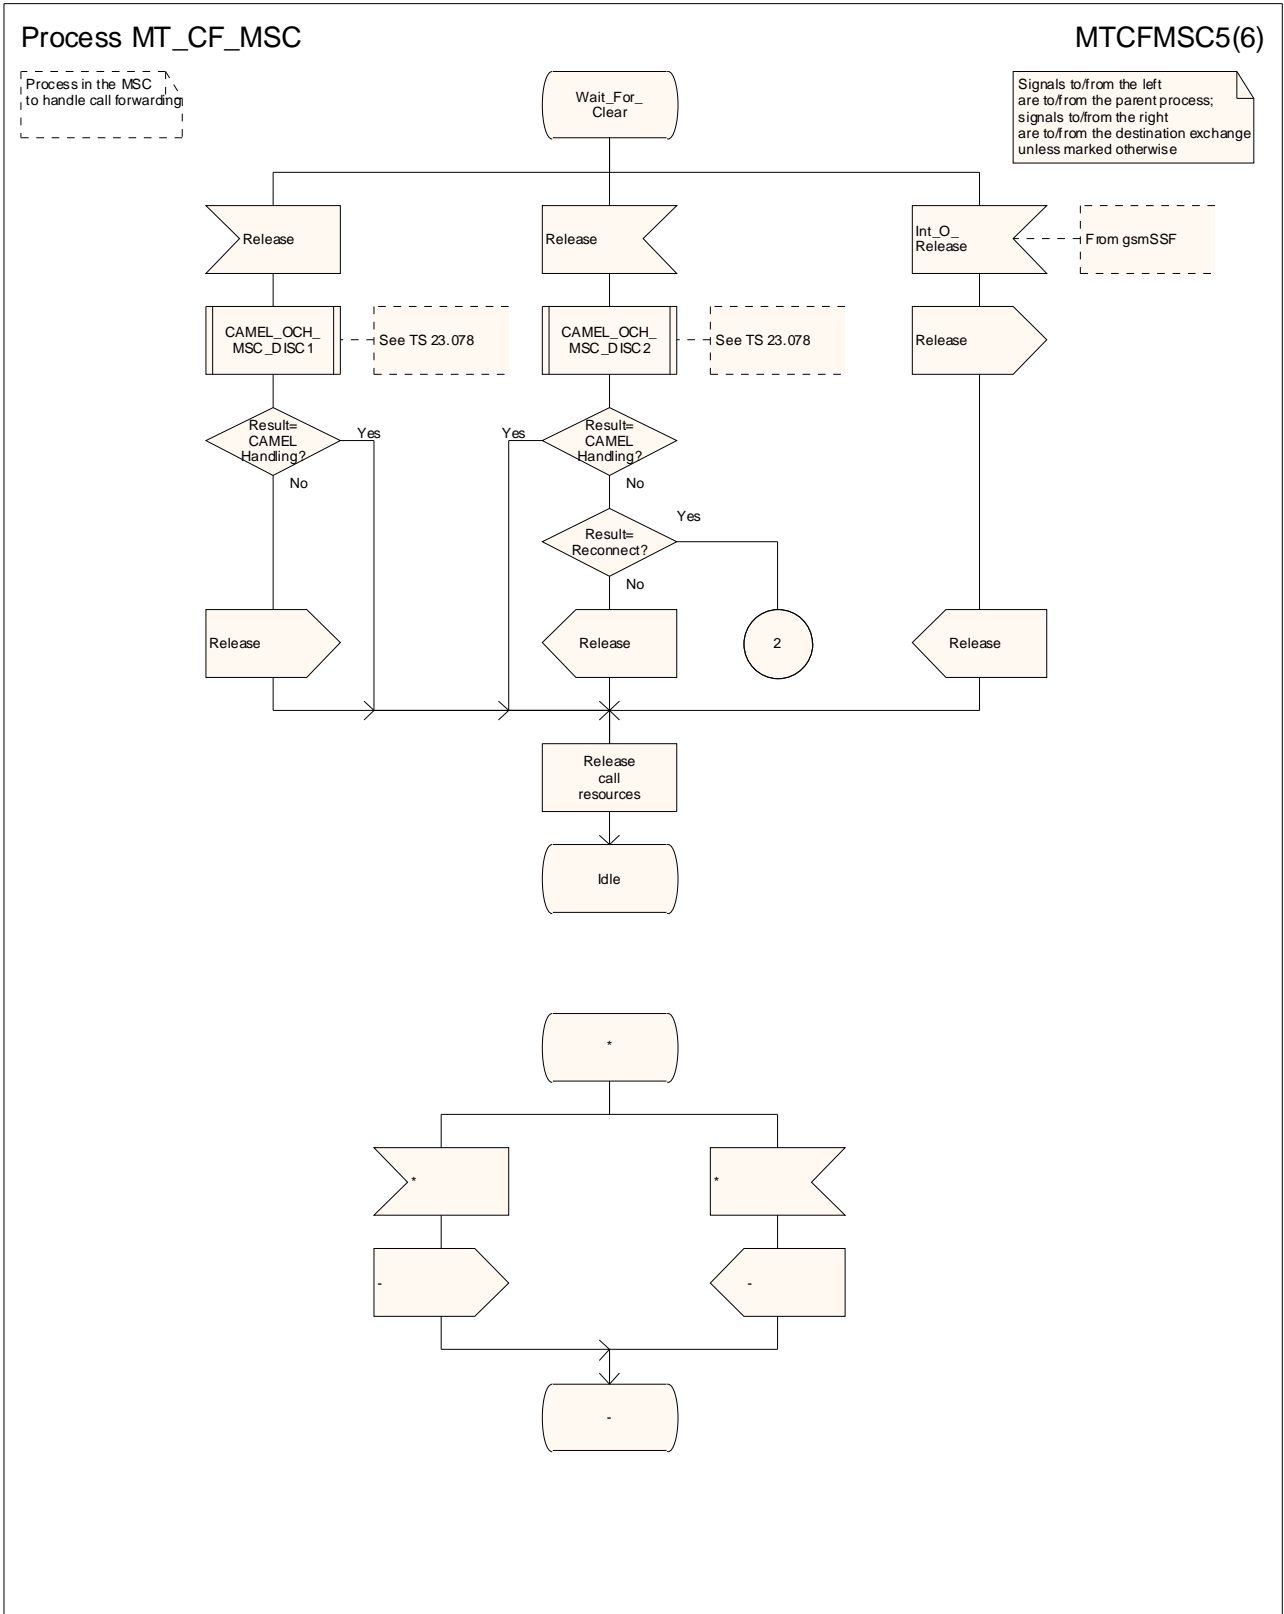 Process MT_CF_MSC
MTCFMSC5(6)
Process in the MSC
to handle call forwarding
Signals to/from the left
are to/from the parent process;
signals to/from the right
are to/from the destination exchange
unless marked otherwise
Wait_For_
Clear
Release
Release
Int_O_
Release
From gsmSSF
CAMEL_OCH_
MSC_DISC1
See TS 23.078
CAMEL_OCH_
MSC_DISC2
See TS 23.078
Release
Result=
CAMEL
Handling?
Yes
No
Yes
Result=
CAMEL
Handling?
No
Result=
Reconnect?
Yes
No
Release
Release
2
Release
Release
call
resources
Idle
*
*
*
-
-
-